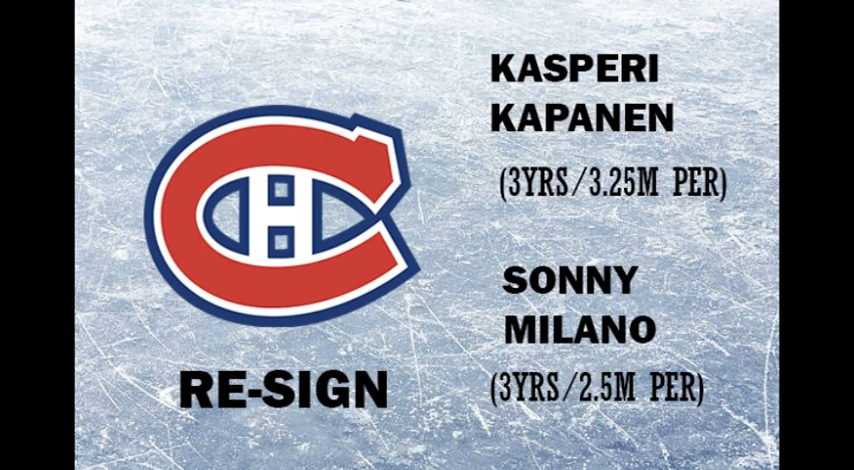 KASPERI
KAPANEN
(3YRS/3.25M PER)
SONNY
MILANO
(3YRS/2.5M PER)
RE-SIGN